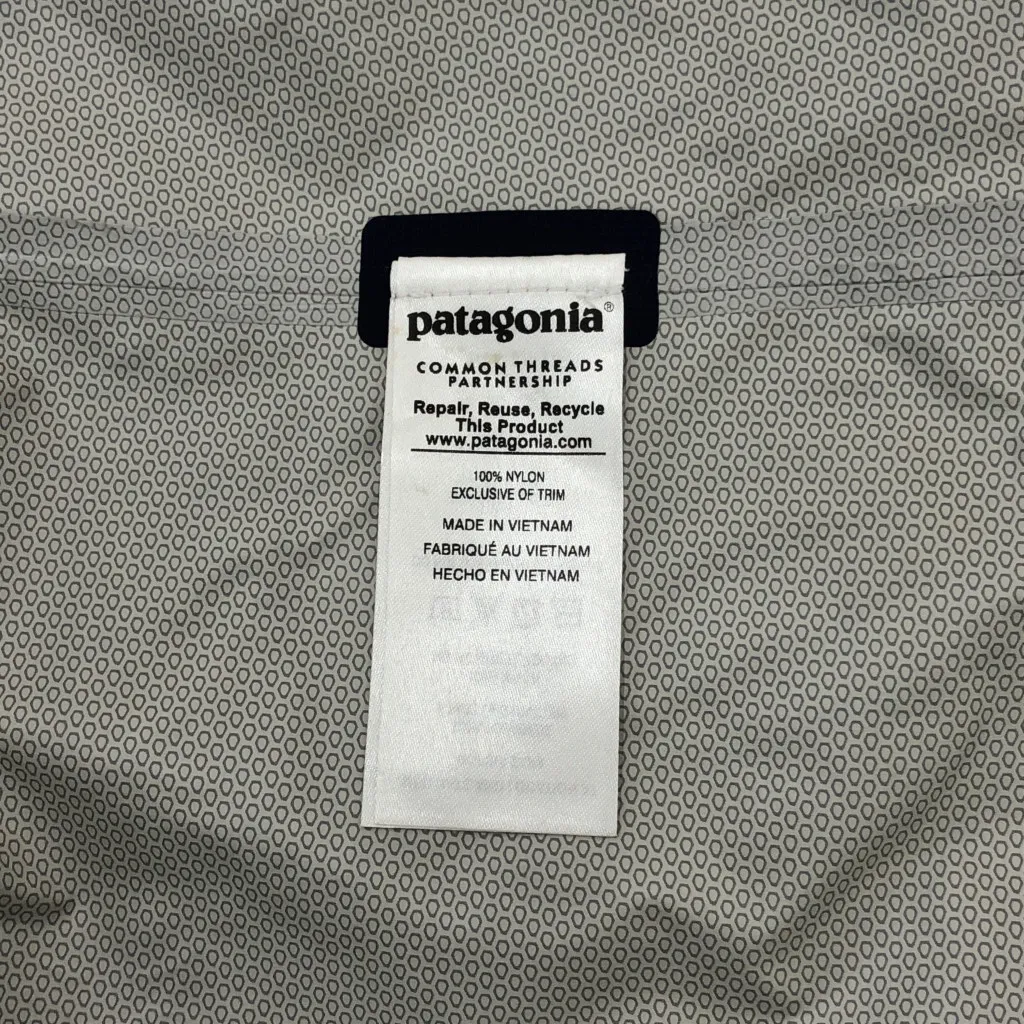 patagonia®
COMMON THREADS
PARTNERSHIP
Repair, Reuse, Recycle
This Product
www.patagonia.com
100% NYLON
EXCLUSIVE OF TRIM
MADE IN VIETNAM
FABRIQUÉ AU VIETNAM
HECHO EN VIETNAM